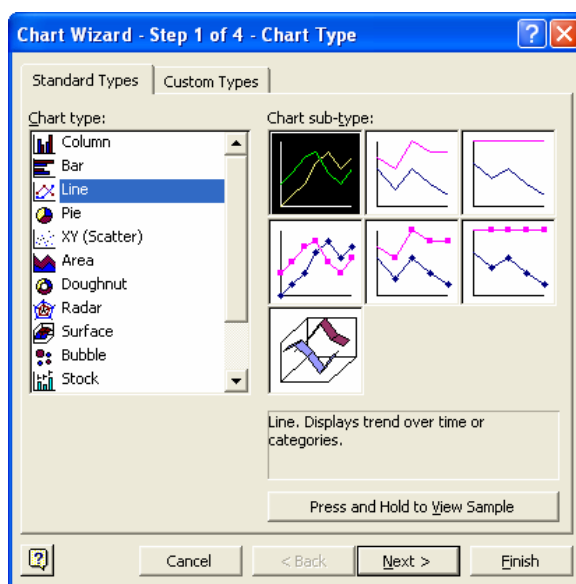 Chart Wizard - Step 1 of 4 - Chart Type
Standard Types
Custom Types
Chart type:
Column
Bar
Line
Pie
XY (Scatter)
Area
Doughnut
Radar
Surface
Bubble
Stock
Chart sub-type:
Line. Displays trend over time or
categories.
Press and Hold to View Sample
Cancel
< Back
Next >
Finish